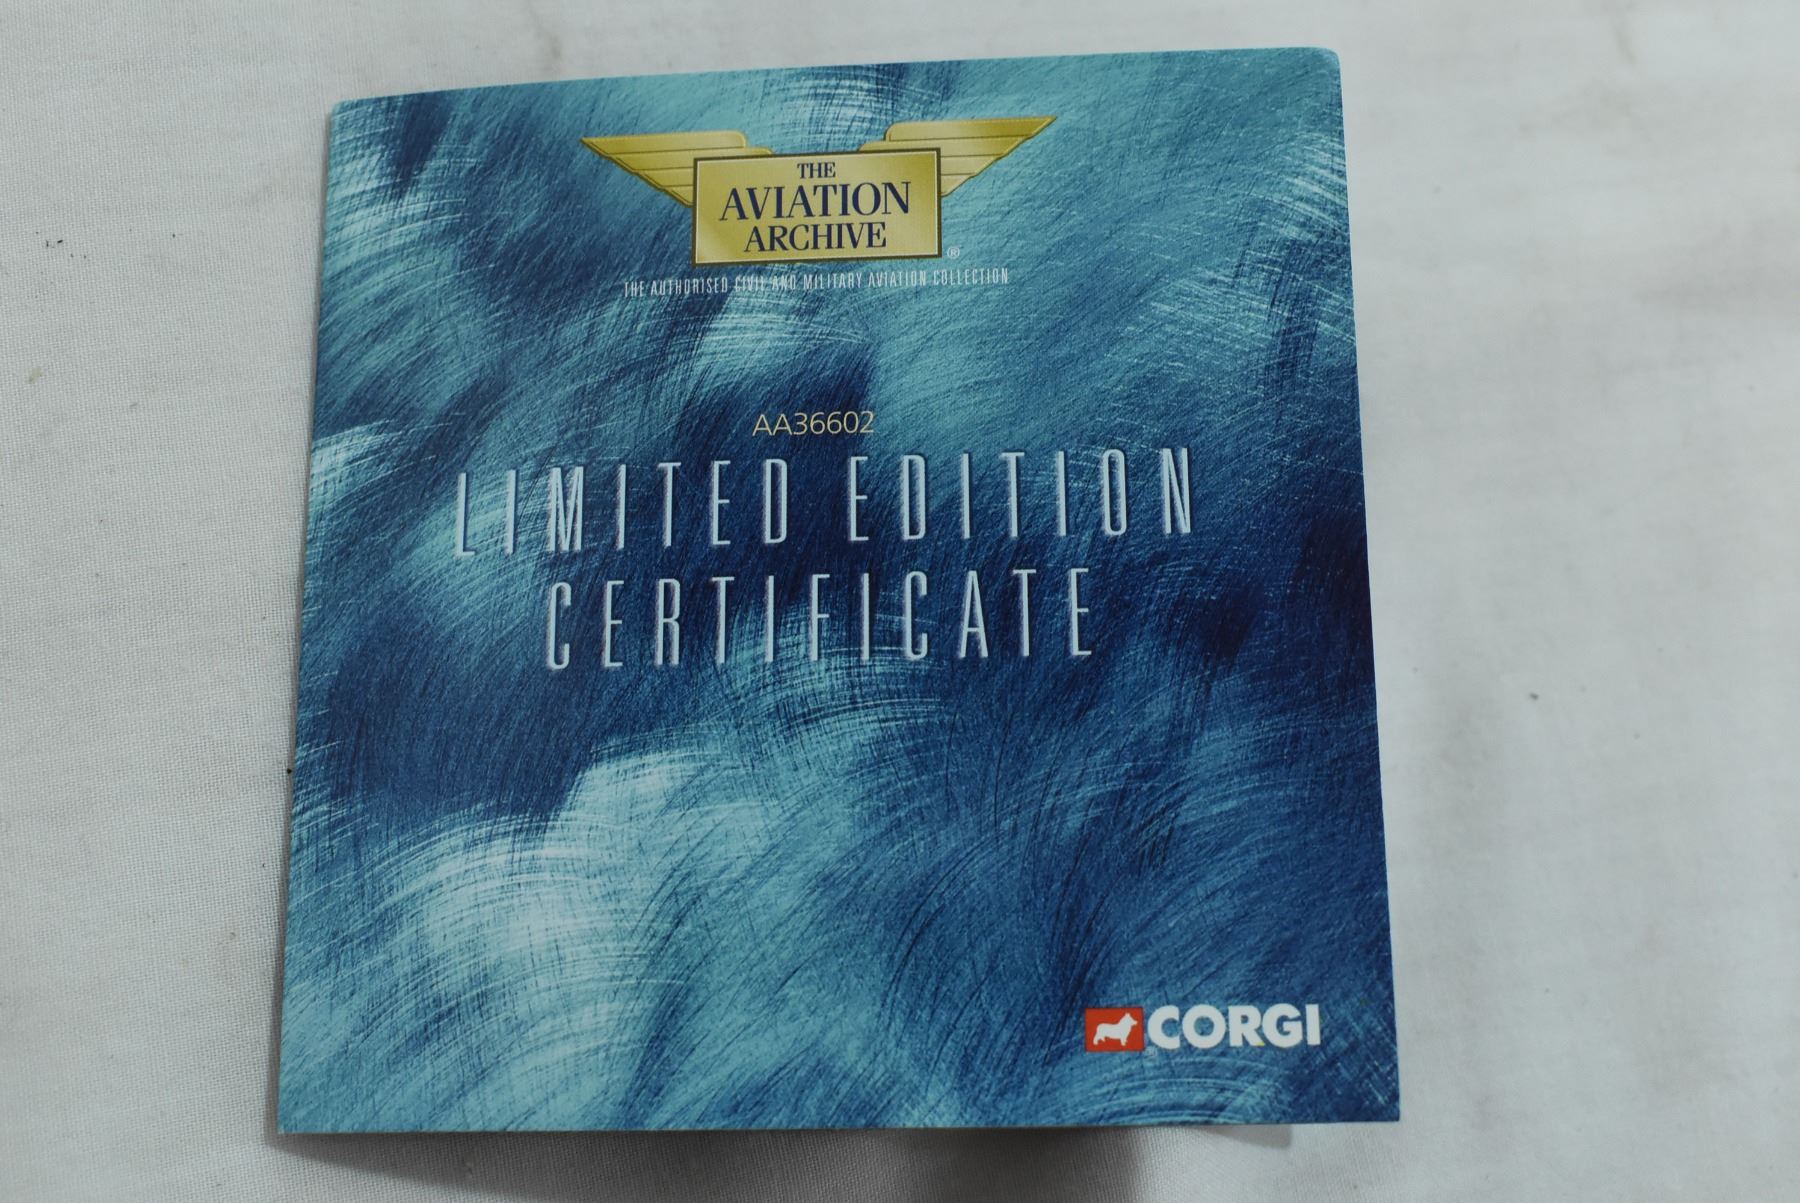 THE
AVIATION
ARCHIVE
®
THE AUTHORISED CIVIL AND MILITARY AVIATION COLLECTION
AA36602
LIMITED EDITION
CERTIFICATE
CORGI